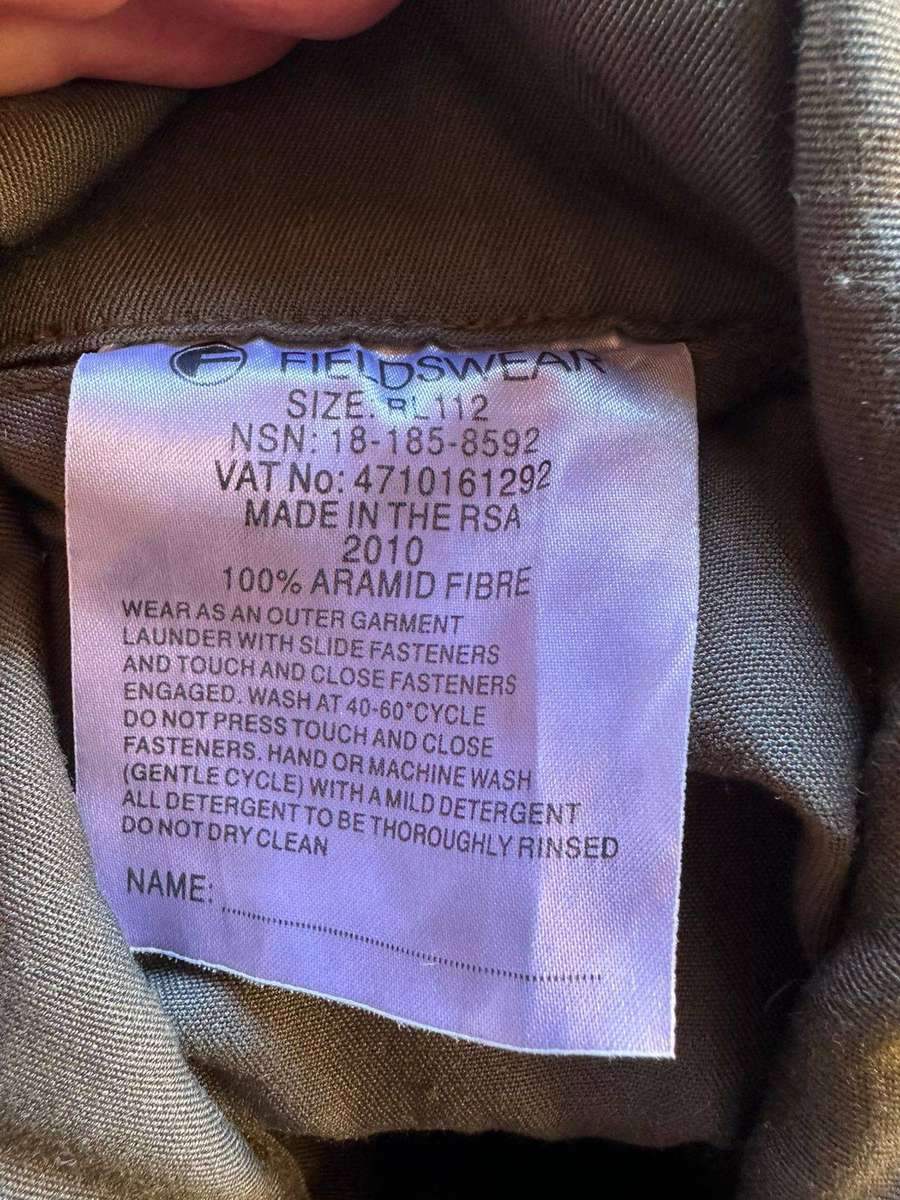 FIELDSWEAR
SIZE: RL112
NSN: 18-185-8592
VAT No: 4710161292
MADE IN THE RSA
2010
100% ARAMID FIBRE
WEAR AS AN OUTER GARMENT
LAUNDER WITH SLIDE FASTENERS
AND TOUCH AND CLOSE FASTENERS
ENGAGED. WASH AT 40-60°CYCLE
DO NOT PRESS TOUCH AND CLOSE
FASTENERS. HAND OR MACHINE WASH
(GENTLE CYCLE) WITH A MILD DETERGENT
ALL DETERGENT TO BE THOROUGHLY RINSED
DO NOT DRY CLEAN
NAME: